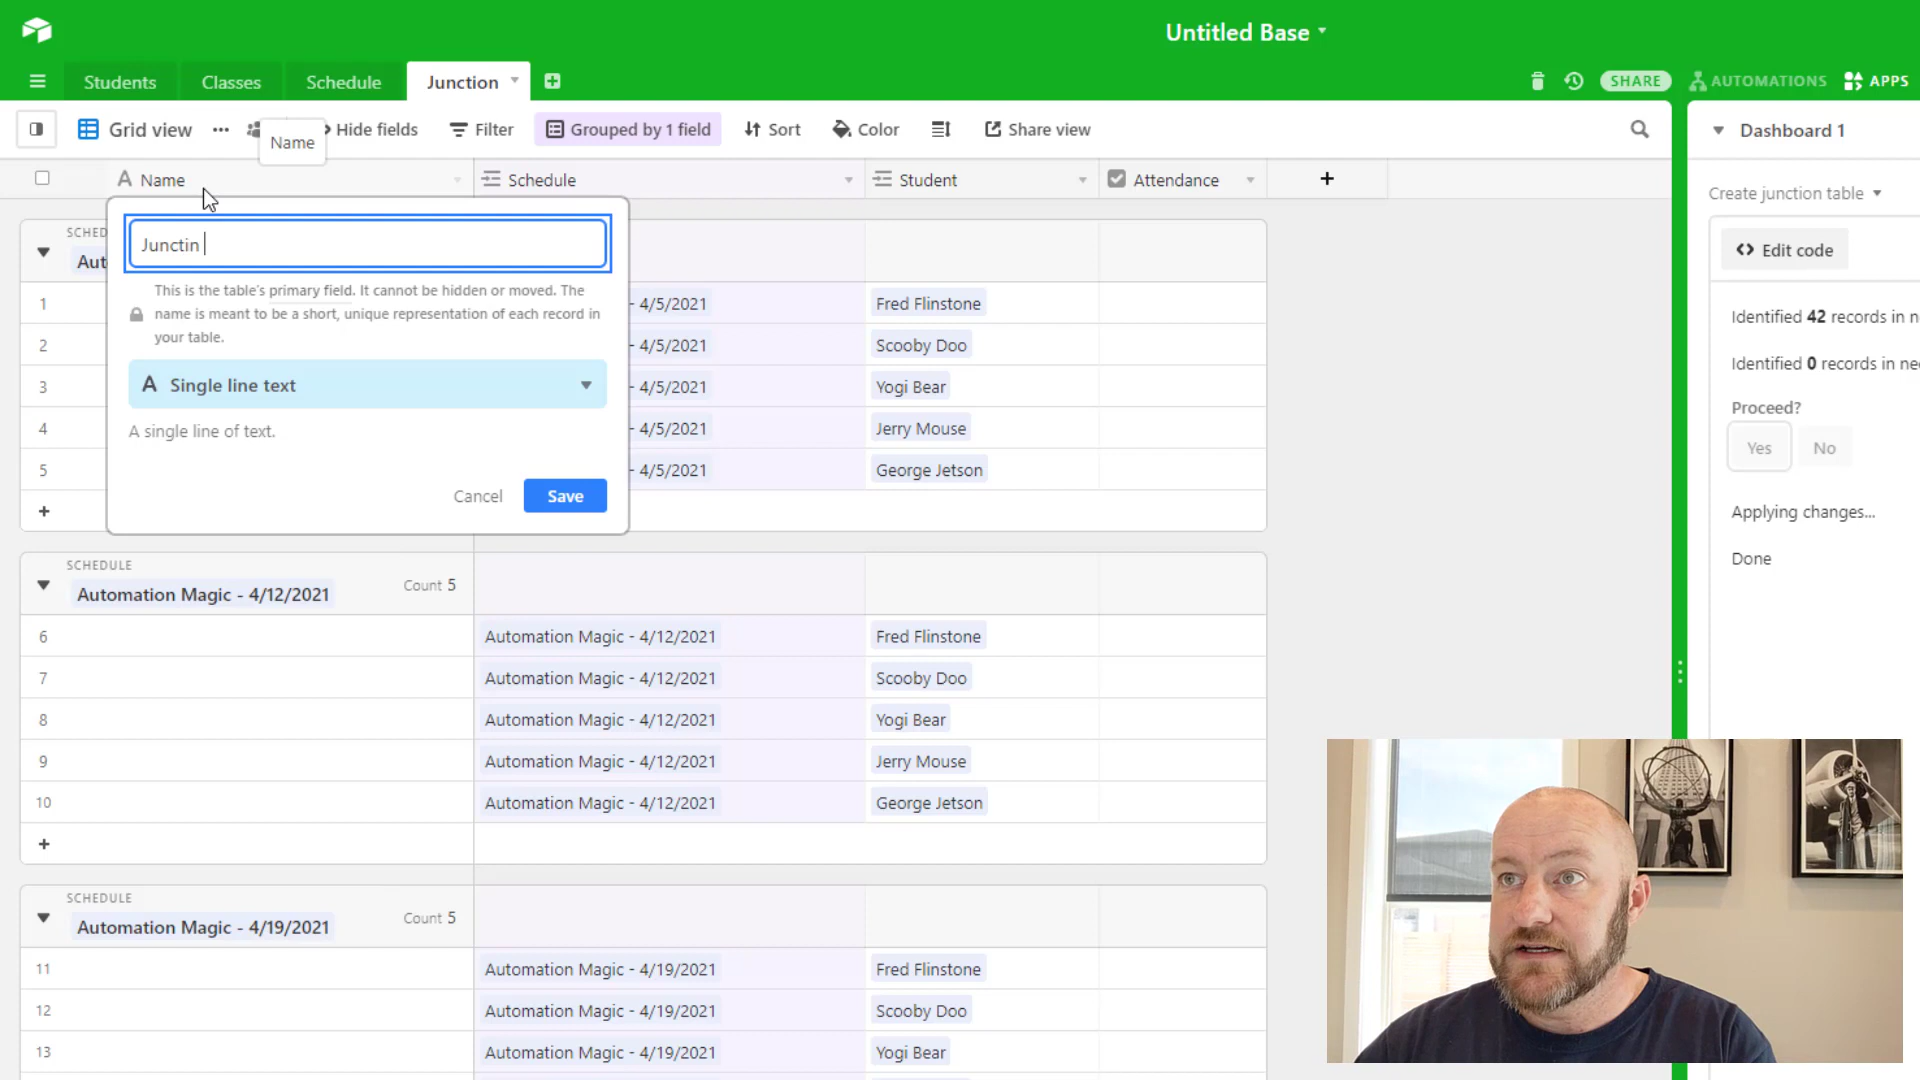 Untitled Base
Students
Classes
Schedule
Junction
SHARE
AUTOMATIONS
APPS
Grid view
Name
Hide fields
Filter
Grouped by 1 field
Sort
Color
Share view
Dashboard 1
Name
Schedule
Student
Attendance
Create junction table
Junctin
This is the table's primary field. It cannot be hidden or moved. The
name is meant to be a short, unique representation of each record in
your table.
Single line text
A single line of text.
Cancel
Save
SCHED
Aut
1 - 4/5/2021 Fred Flinstone
2 - 4/5/2021 Scooby Doo
3 - 4/5/2021 Yogi Bear
4 - 4/5/2021 Jerry Mouse
5 - 4/5/2021 George Jetson
SCHEDULE
Automation Magic - 4/12/2021 Count 5
6 Automation Magic - 4/12/2021 Fred Flinstone
7 Automation Magic - 4/12/2021 Scooby Doo
8 Automation Magic - 4/12/2021 Yogi Bear
9 Automation Magic - 4/12/2021 Jerry Mouse
10 Automation Magic - 4/12/2021 George Jetson
SCHEDULE
Automation Magic - 4/19/2021 Count 5
11 Automation Magic - 4/19/2021 Fred Flinstone
12 Automation Magic - 4/19/2021 Scooby Doo
13 Automation Magic - 4/19/2021 Yogi Bear
Edit code
Identified 42 records in n
Identified 0 records in nee
Proceed?
Yes
No
Applying changes...
Done